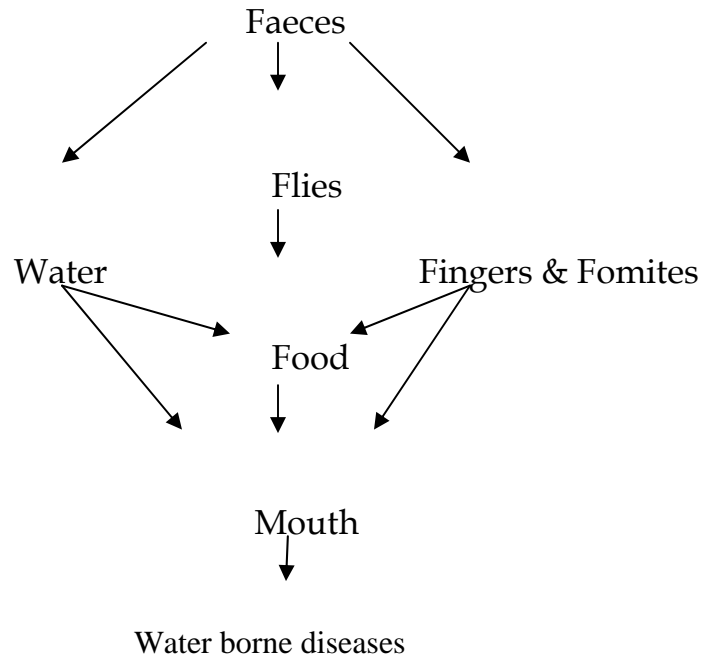 Faeces
Flies
Water
Fingers & Fomites
Food
Mouth
Water borne diseases